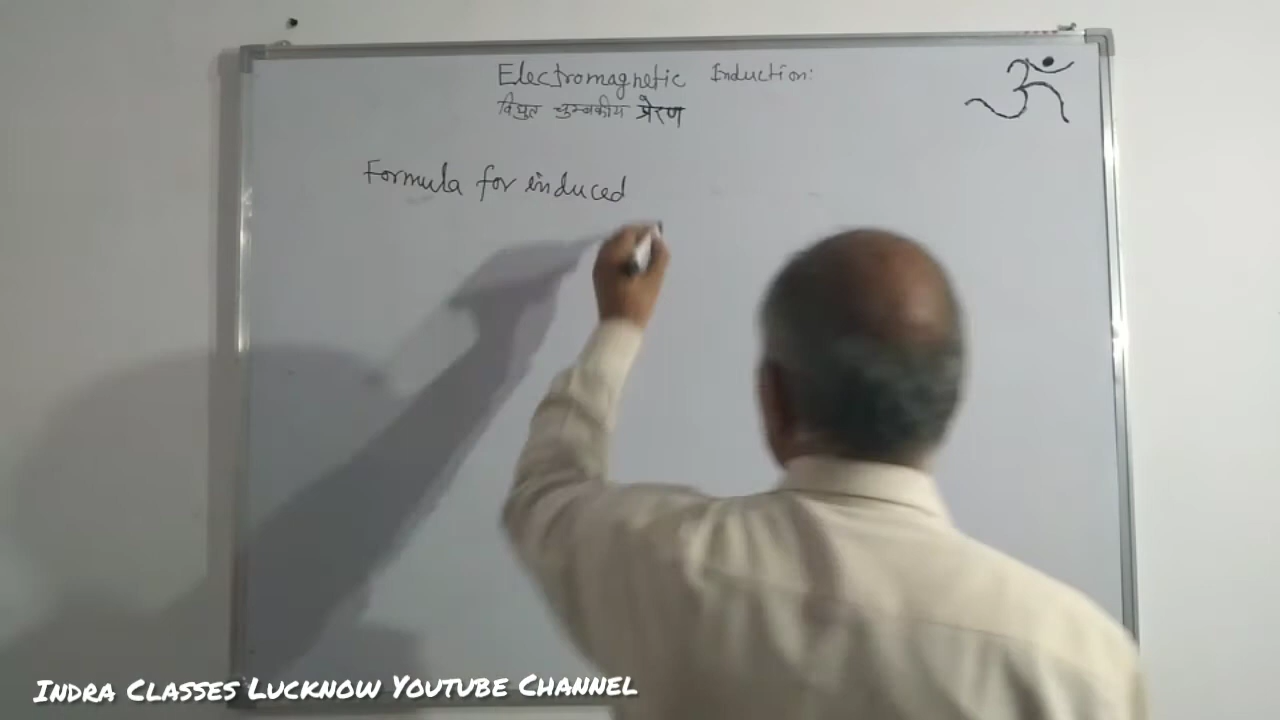 Electromagnetic Induction:
विद्युत चुम्बकीय प्रेरण
ॐ
Formula for induced
Indra Classes Lucknow Youtube Channel